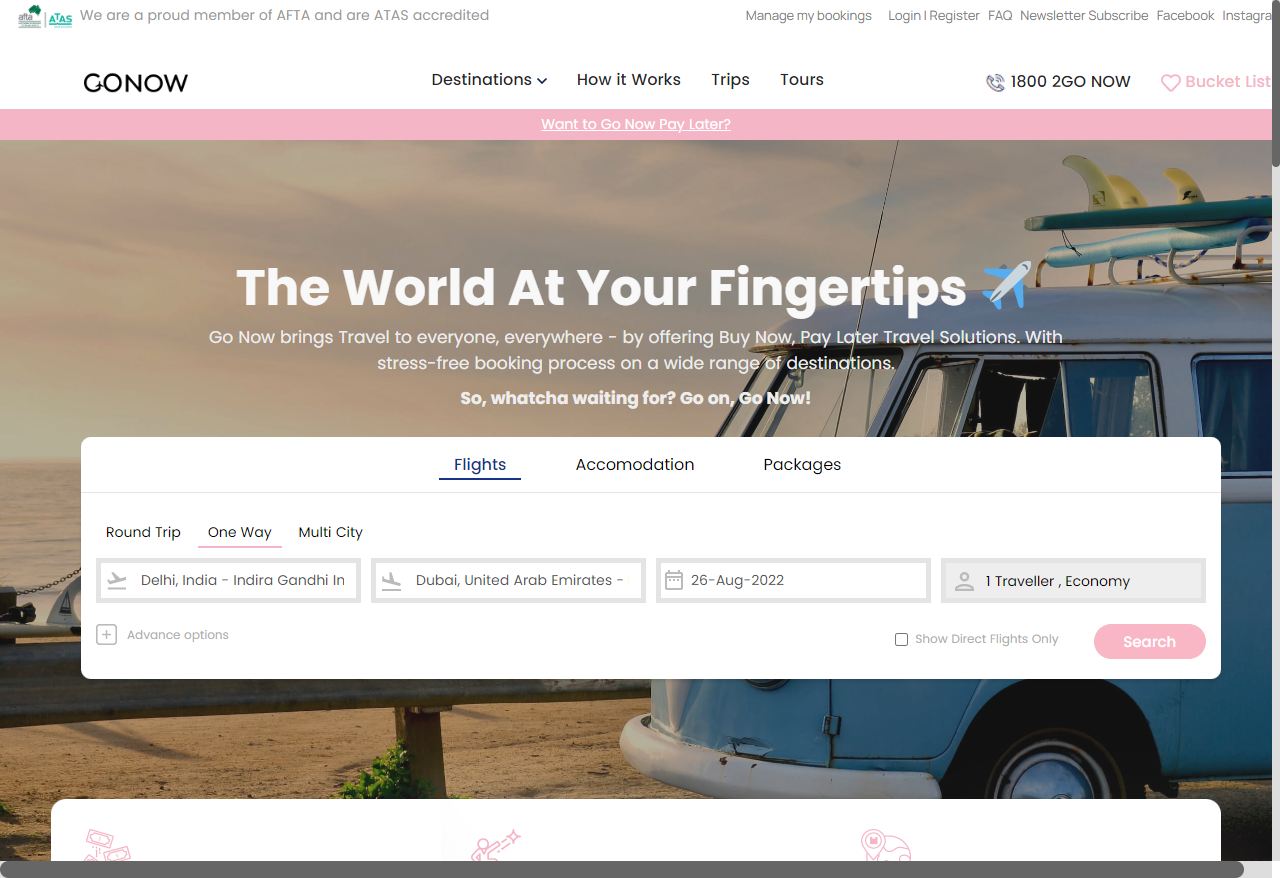 afta ATAS We are a proud member of AFTA and are ATAS accredited
Manage my bookings Login | Register FAQ Newsletter Subscribe Facebook Instagra
GONOW Destinations How it Works Trips Tours 1800 2GO NOW Bucket List
Want to Go Now Pay Later?
The World At Your Fingertips
Go Now brings Travel to everyone, everywhere - by offering Buy Now, Pay Later Travel Solutions. With
stress-free booking process on a wide range of destinations.
So, whatcha waiting for? Go on, Go Now!
Flights Accomodation Packages
Round Trip One Way Multi City
Delhi, India - Indira Gandhi In Dubai, United Arab Emirates - 26-Aug-2022 1 Traveller , Economy
Advance options Show Direct Flights Only Search